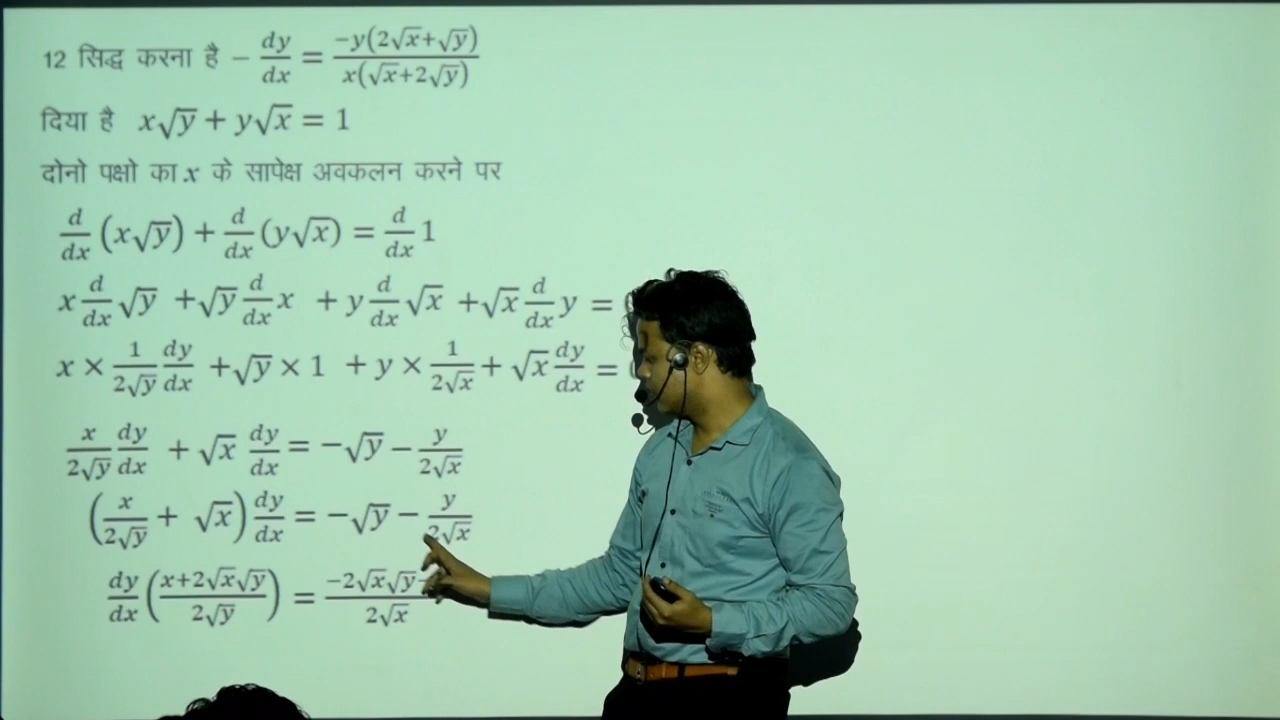 12 सिद्ध करना है − dy/dx = −y(2√x+√y)/x(√x+2√y)
दिया है x√y + y√x = 1
दोनो पक्षो का x के सापेक्ष अवकलन करने पर
d/dx (x√y) + d/dx (y√x) = d/dx 1
x d/dx √y + √y d/dx x + y d/dx √x + √x d/dx y =
x × 1/2√y dy/dx + √y × 1 + y × 1/2√x + √x dy/dx =
x/2√y dy/dx + √x dy/dx = −√y − y/2√x
(x/2√y + √x) dy/dx = −√y − y/2√x
dy/dx (x+2√x√y/2√y) = −2√x√y−/2√x